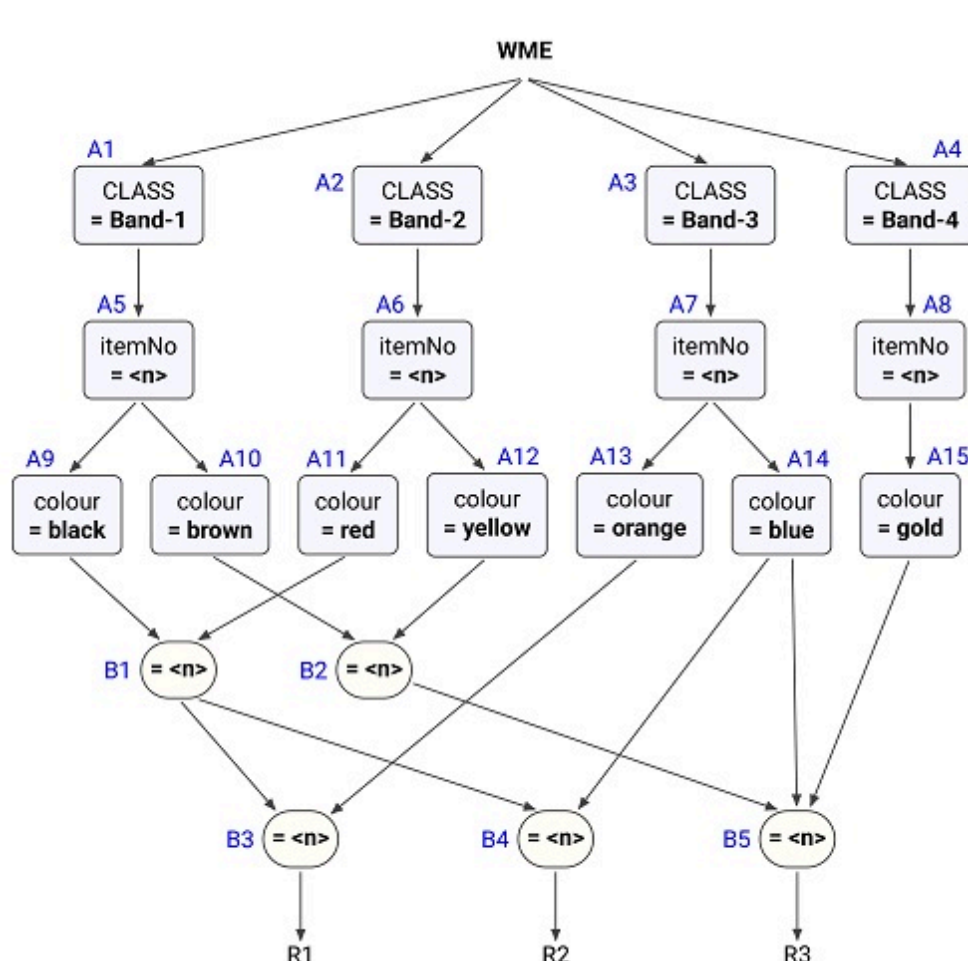 WME
A1
A2
A3
A4
CLASS
= Band-1
CLASS
= Band-2
CLASS
= Band-3
CLASS
= Band-4
A5
A6
A7
A8
itemNo
= <n>
itemNo
= <n>
itemNo
= <n>
itemNo
= <n>
A9
A10
A11
A12
A13
A14
A15
colour
= black
colour
= brown
colour
= red
colour
= yellow
colour
= orange
colour
= blue
colour
= gold
B1
= <n>
B2
= <n>
B3
= <n>
B4
= <n>
B5
= <n>
R1
R2
R3